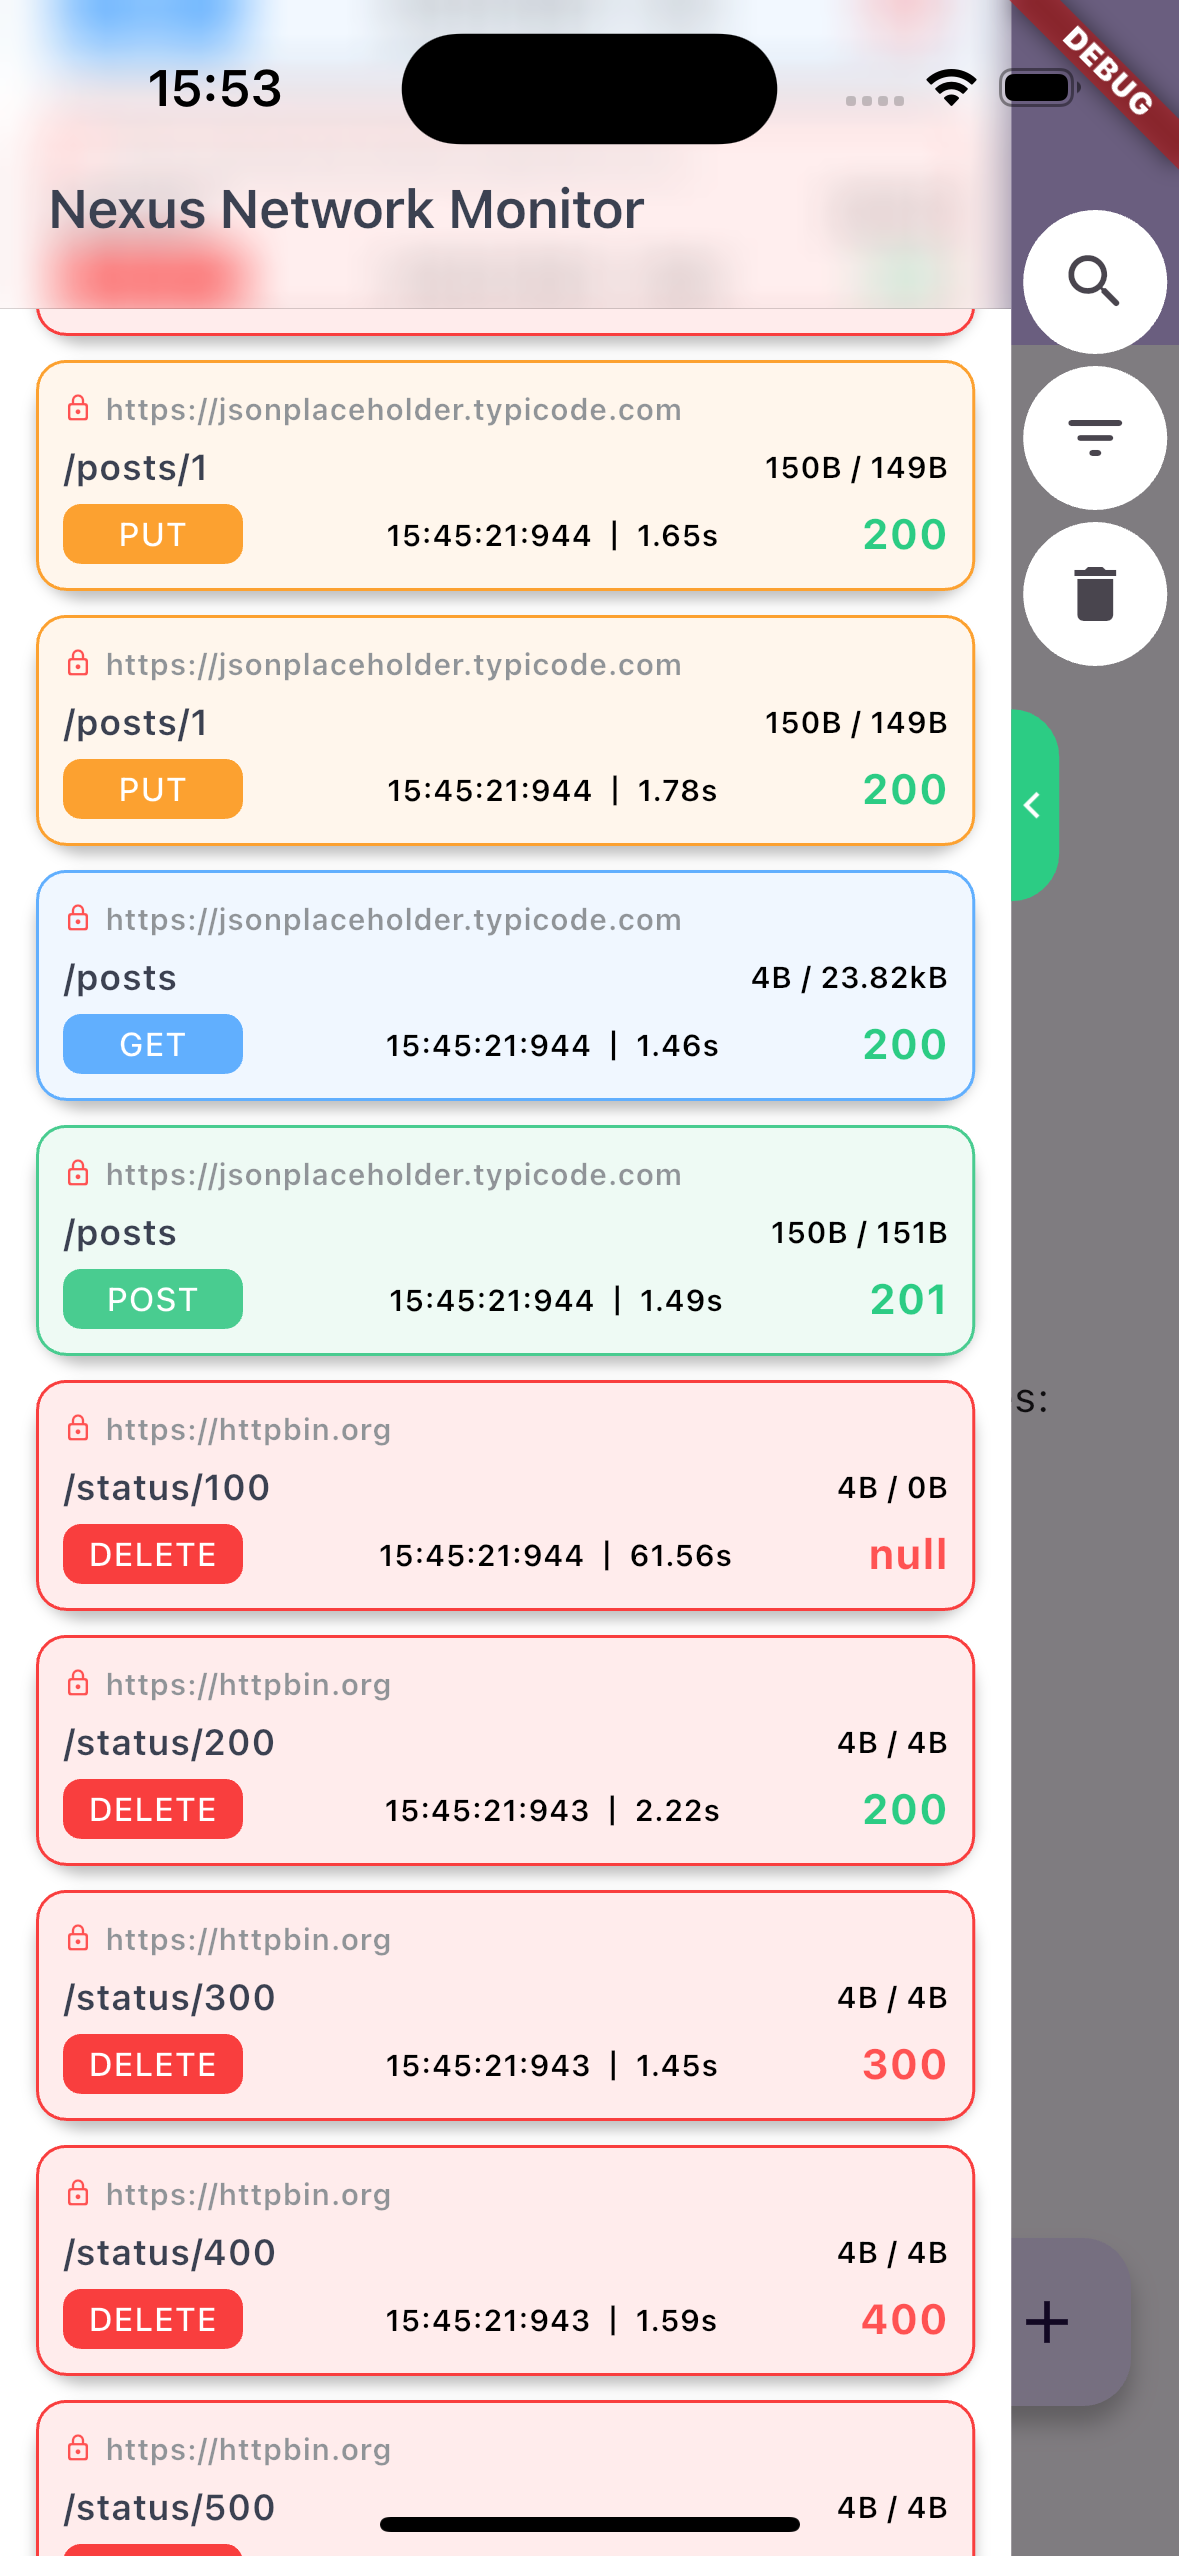 15:53
DEBUG
Nexus Network Monitor
https://jsonplaceholder.typicode.com
/posts/1 150B / 149B
PUT 15:45:21:944 | 1.65s 200
https://jsonplaceholder.typicode.com
/posts/1 150B / 149B
PUT 15:45:21:944 | 1.78s 200
https://jsonplaceholder.typicode.com
/posts 4B / 23.82kB
GET 15:45:21:944 | 1.46s 200
https://jsonplaceholder.typicode.com
/posts 150B / 151B
POST 15:45:21:944 | 1.49s 201
s:
https://httpbin.org
/status/100 4B / 0B
DELETE 15:45:21:944 | 61.56s null
https://httpbin.org
/status/200 4B / 4B
DELETE 15:45:21:943 | 2.22s 200
https://httpbin.org
/status/300 4B / 4B
DELETE 15:45:21:943 | 1.45s 300
https://httpbin.org
/status/400 4B / 4B
DELETE 15:45:21:943 | 1.59s 400
https://httpbin.org
/status/500 4B / 4B